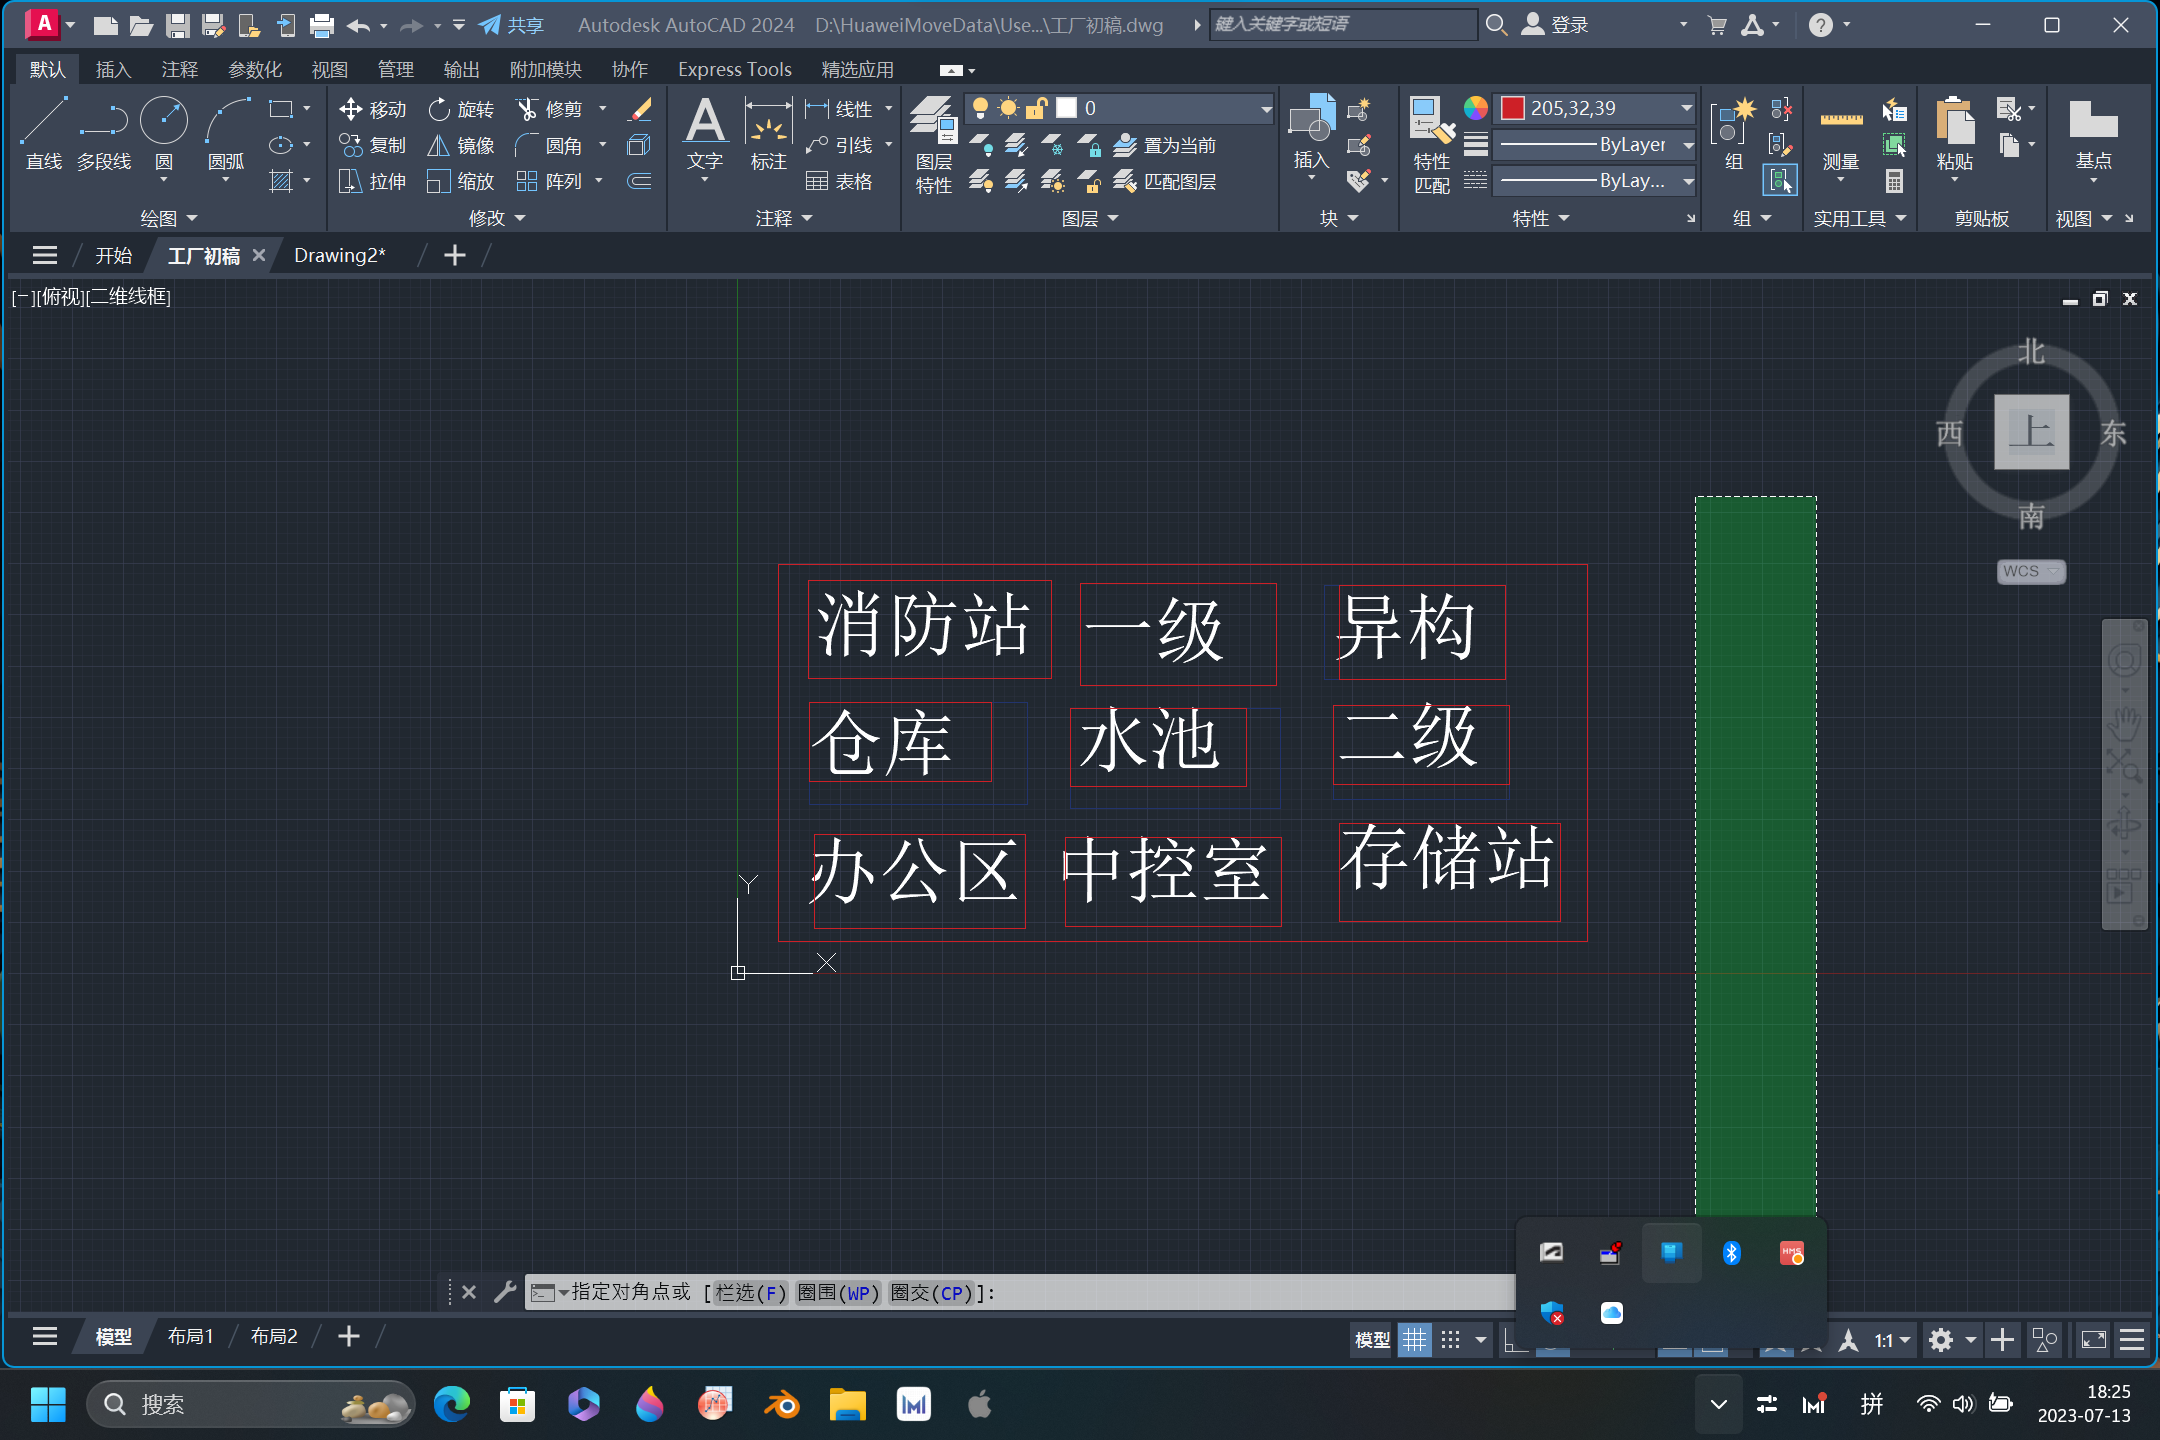 A 共享 Autodesk AutoCAD 2024 D:\HuaweiMoveData\Use...\工厂初稿.dwg 键入关键字或短语 登录
默认 插入 注释 参数化 视图 管理 输出 附加模块 协作 Express Tools 精选应用
移动 旋转 修剪 线性 0 205,32,39
复制 镜像 圆角 引线 置为当前 ByLayer
直线 多段线 圆 圆弧 文字 标注 图层 插入 特性 组 测量 粘贴 基点
拉伸 缩放 阵列 表格 特性 匹配图层 匹配 ByLay...
绘图 修改 注释 图层 块 特性 组 实用工具 剪贴板 视图
开始 工厂初稿 Drawing2*
[-][俯视][二维线框]
北
西 上 东
南
WCS
消防站 一级 异构
仓库 水池 二级
办公区 中控室 存储站
Y
X
指定对角点或 [栏选(F) 圈围(WP) 圈交(CP)]:
HMS
模型 布局1 布局2 模型 1:1
搜索 拼 18:25
2023-07-13